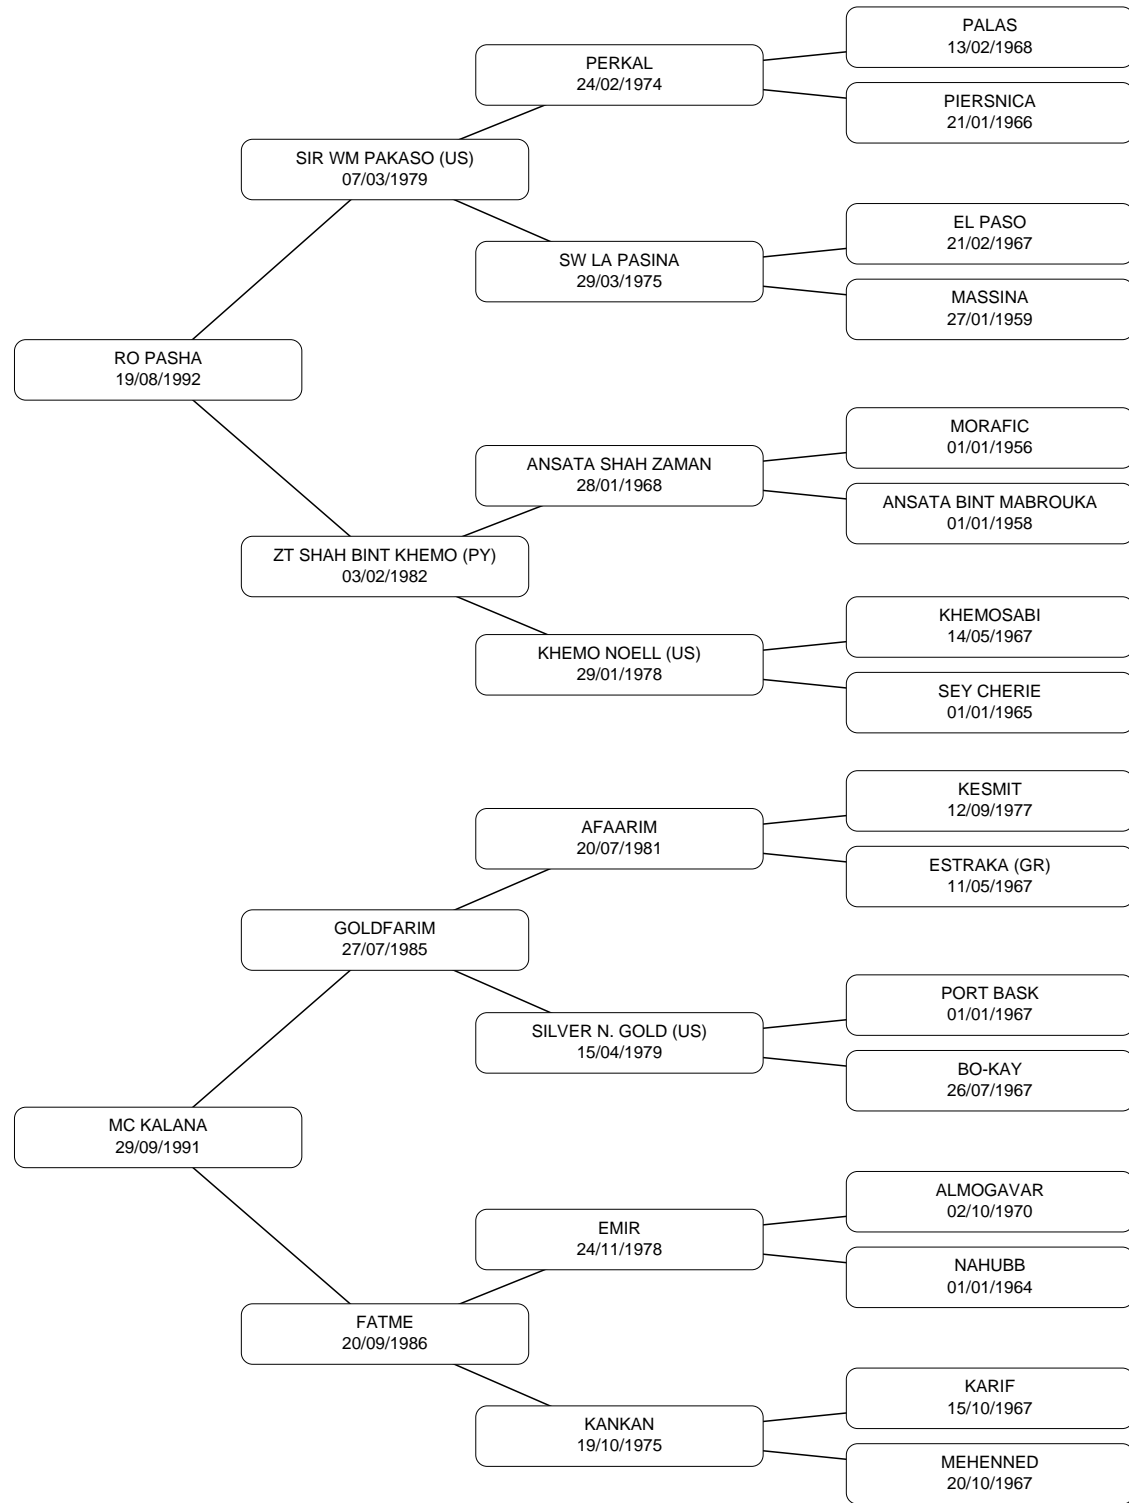 PALAS
13/02/1968
PERKAL
24/02/1974
PIERSNICA
21/01/1966
SIR WM PAKASO (US)
07/03/1979
EL PASO
21/02/1967
SW LA PASINA
29/03/1975
MASSINA
27/01/1959
RO PASHA
19/08/1992
MORAFIC
01/01/1956
ANSATA SHAH ZAMAN
28/01/1968
ANSATA BINT MABROUKA
01/01/1958
ZT SHAH BINT KHEMO (PY)
03/02/1982
KHEMOSABI
14/05/1967
KHEMO NOELL (US)
29/01/1978
SEY CHERIE
01/01/1965
KESMIT
12/09/1977
AFAARIM
20/07/1981
ESTRAKA (GR)
11/05/1967
GOLDFARIM
27/07/1985
PORT BASK
01/01/1967
SILVER N. GOLD (US)
15/04/1979
BO-KAY
26/07/1967
MC KALANA
29/09/1991
ALMOGAVAR
02/10/1970
EMIR
24/11/1978
NAHUBB
01/01/1964
FATME
20/09/1986
KARIF
15/10/1967
KANKAN
19/10/1975
MEHENNED
20/10/1967